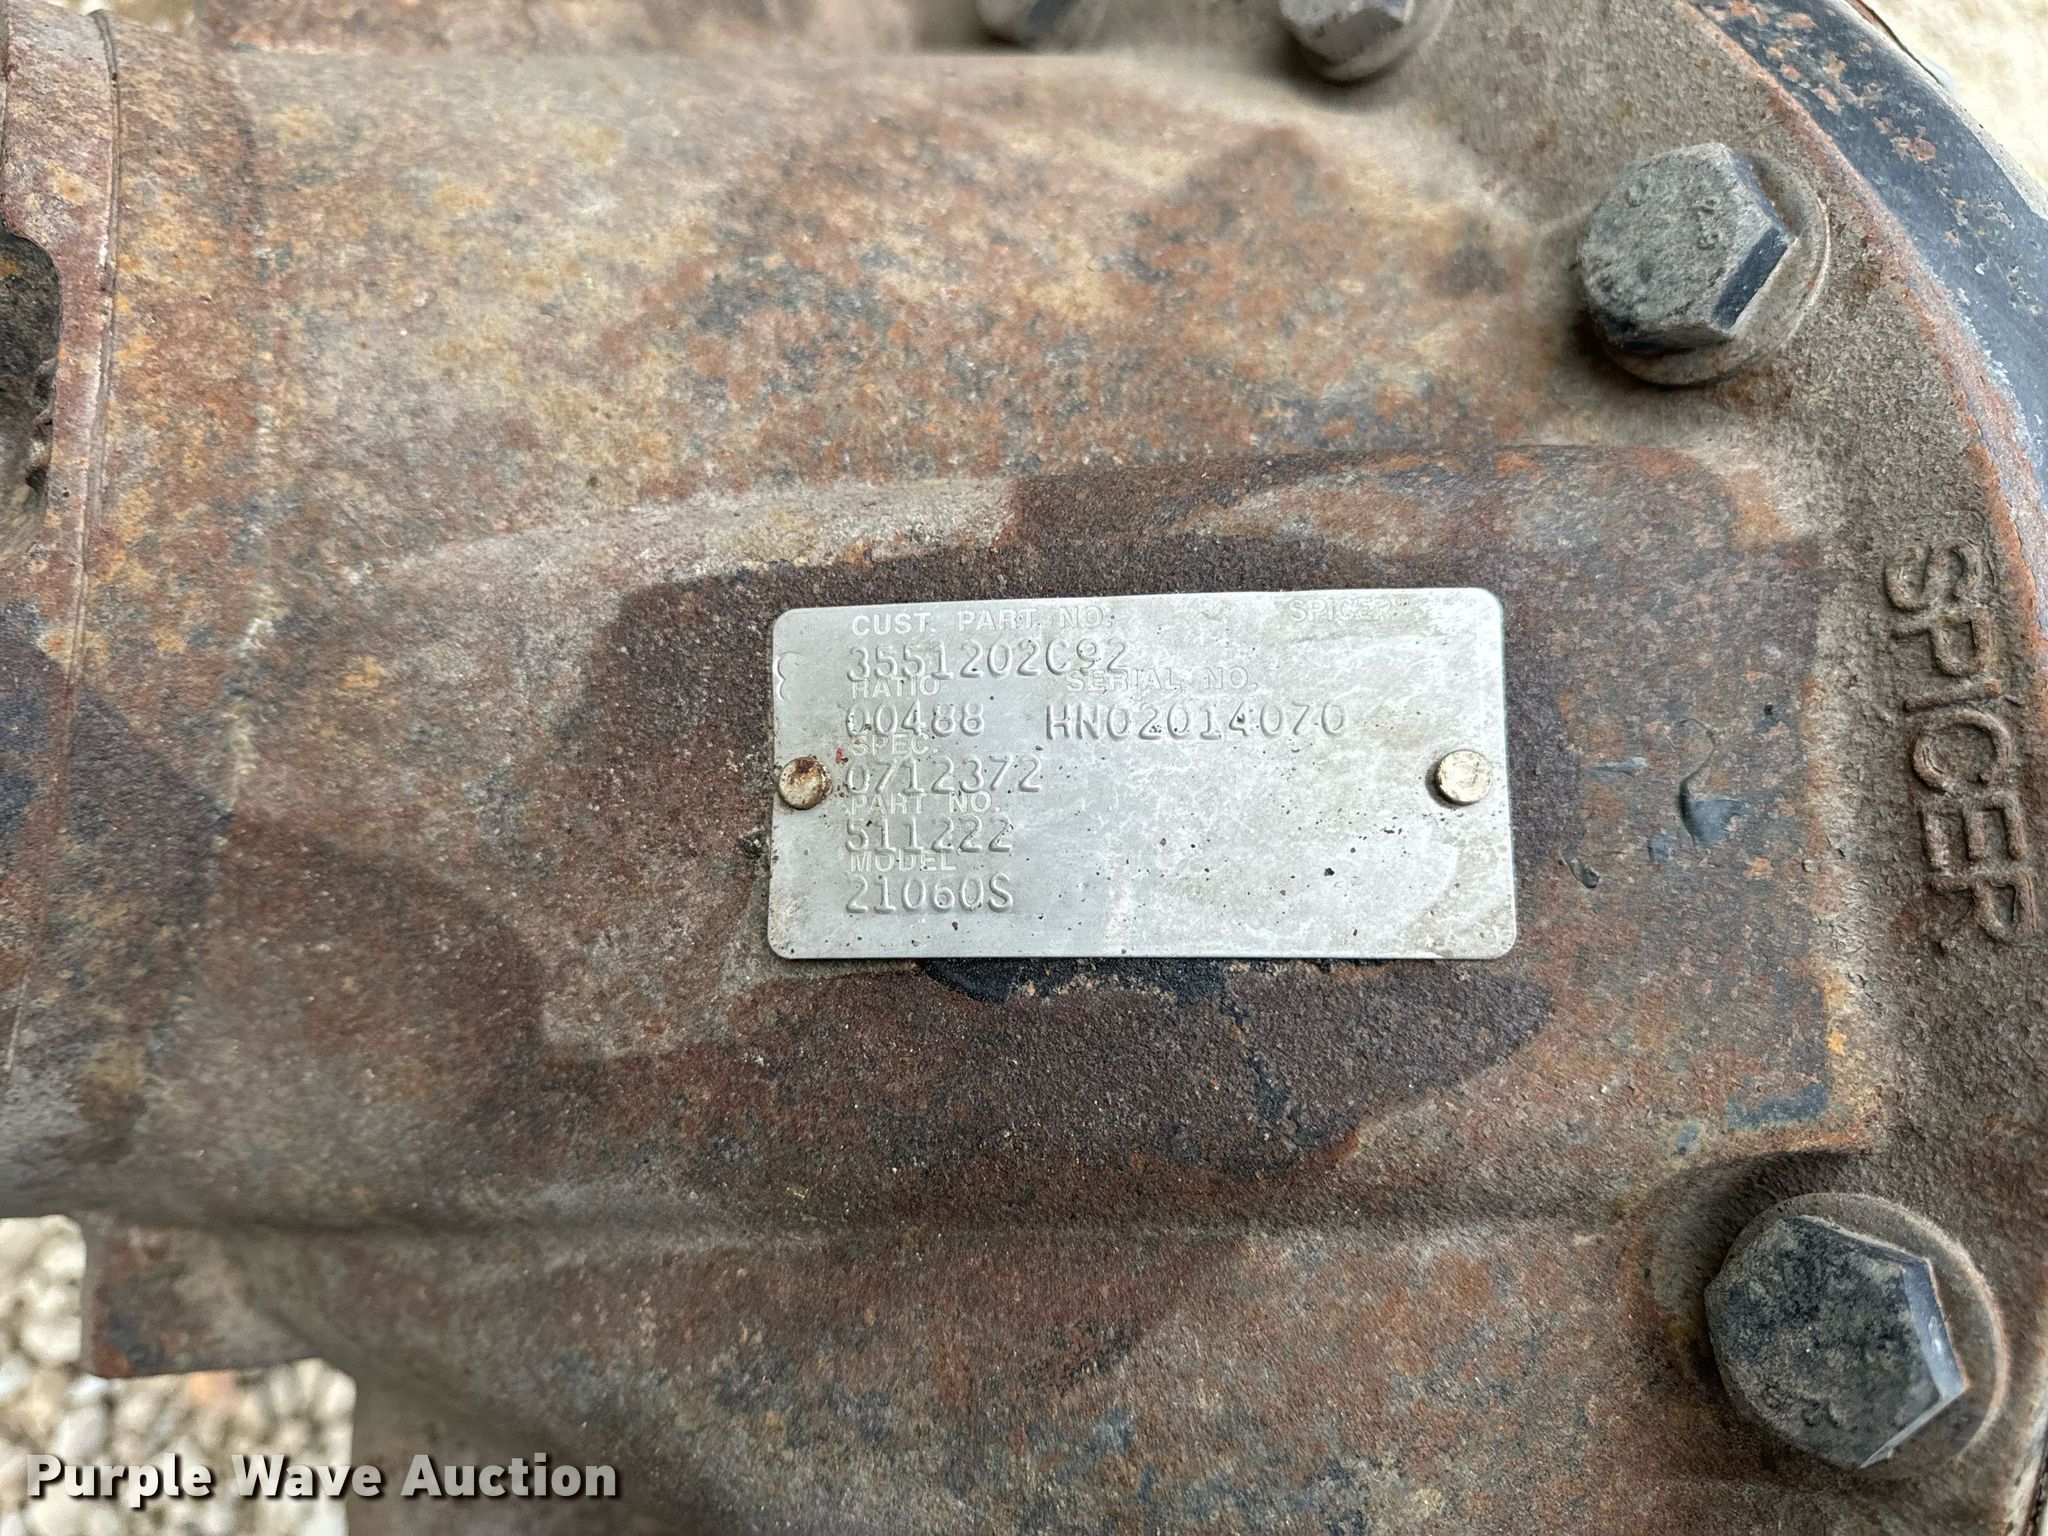 CUST. PART NO. SPICER®
3551202C92
RATIO SERIAL NO.
00488 HN02014070
SPEC.
0712372
PART NO.
511222
MODEL
21060S
SPICER
Purple Wave Auction